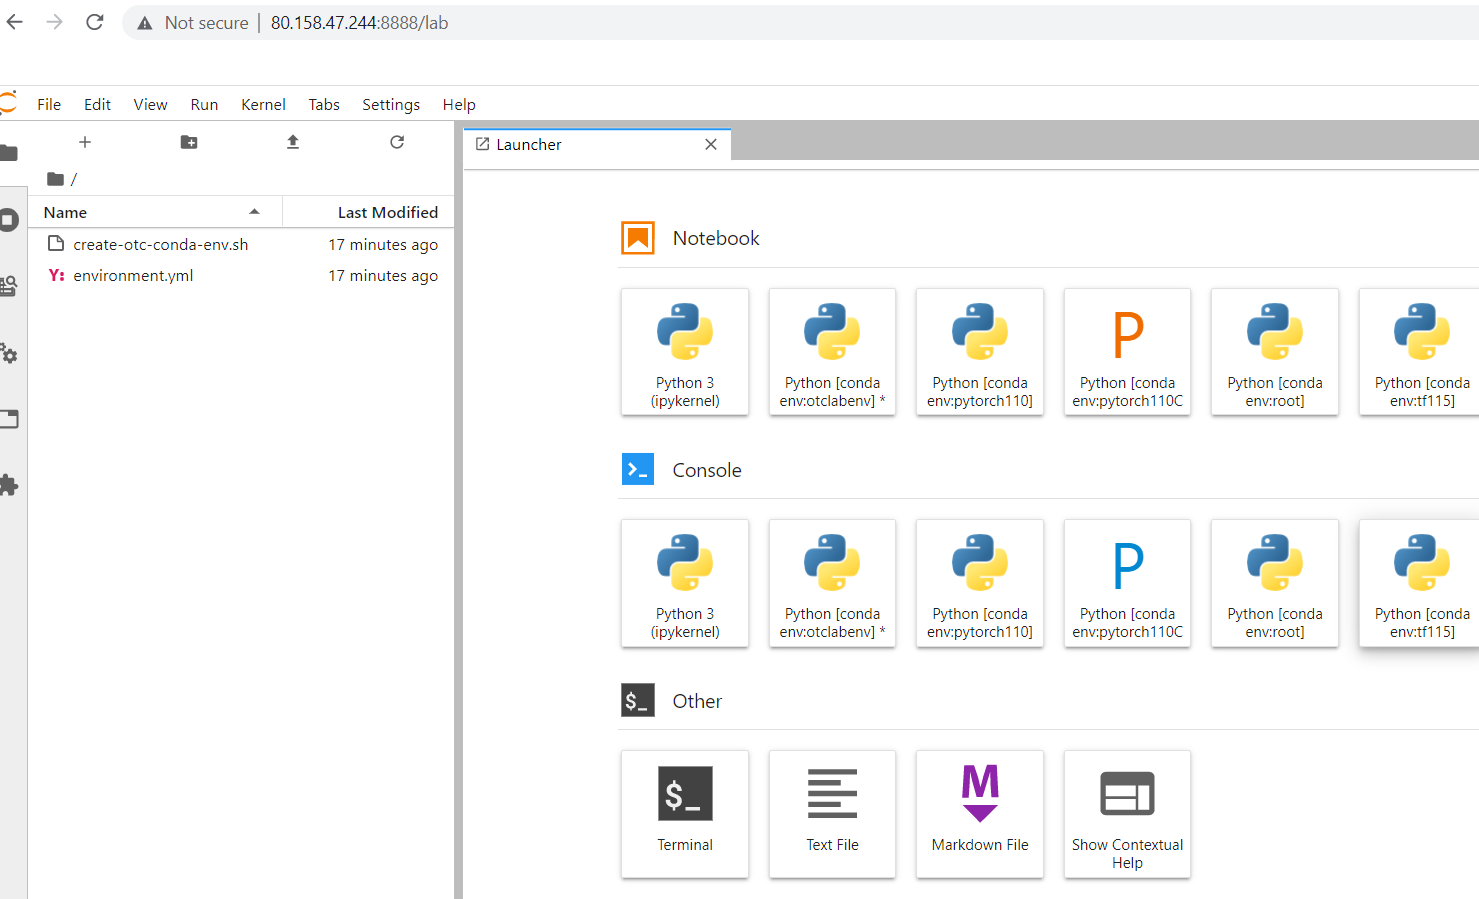 Not secure | 80.158.47.244:8888/lab
File Edit View Run Kernel Tabs Settings Help
Launcher
/
Name Last Modified
create-otc-conda-env.sh 17 minutes ago
Y: environment.yml 17 minutes ago
Notebook
Python 3
(ipykernel)
Python [conda
env:otclabenv] *
Python [conda
env:pytorch110]
P
Python [conda
env:pytorch110C
Python [conda
env:root]
Python [conda
env:tf115]
Console
Python 3
(ipykernel)
Python [conda
env:otclabenv] *
Python [conda
env:pytorch110]
P
Python [conda
env:pytorch110C
Python [conda
env:root]
Python [conda
env:tf115]
$_ Other
$_
Terminal
Text File
M
Markdown File
Show Contextual
Help